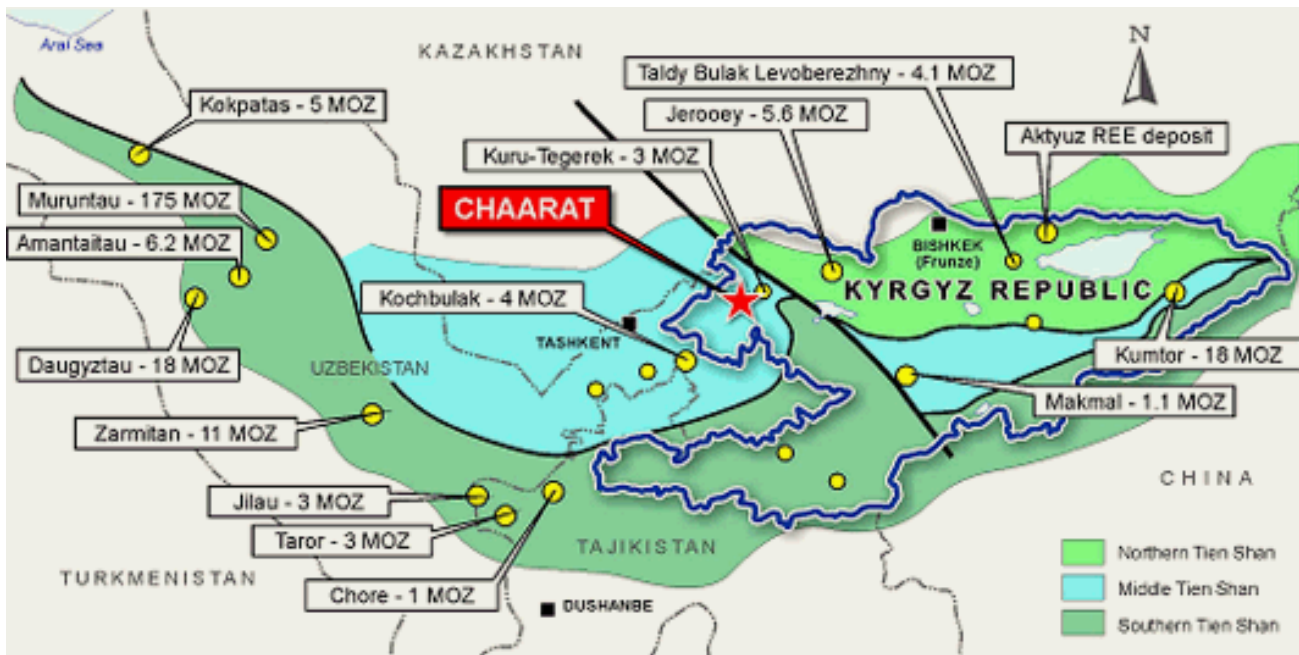 Aral Sea
KAZAKHSTAN
N
Taldy Bulak Levoberezhny - 4.1 MOZ
Kokpatas - 5 MOZ
Jerooey - 5.6 MOZ
Aktyuz REE deposit
Kuru-Tegerek - 3 MOZ
Muruntau - 175 MOZ
CHAARAT
Amantaitau - 6.2 MOZ
BISHKEK
(Frunze)
Kochbulak - 4 MOZ
KYRGYZ REPUBLIC
TASHKENT
Daugyztau - 18 MOZ
UZBEKISTAN
Kumtor - 18 MOZ
Makmal - 1.1 MOZ
Zarmitan - 11 MOZ
CHINA
Jilau - 3 MOZ
Taror - 3 MOZ
TAJIKISTAN
Northern Tien Shan
TURKMENISTAN
Chore - 1 MOZ
Middle Tien Shan
DUSHANBE
Southern Tien Shan